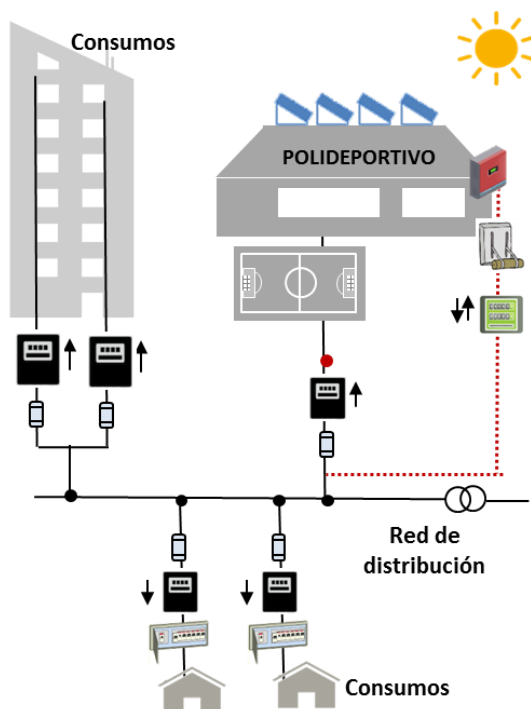 Consumos
POLIDEPORTIVO
Red de
distribución
Consumos